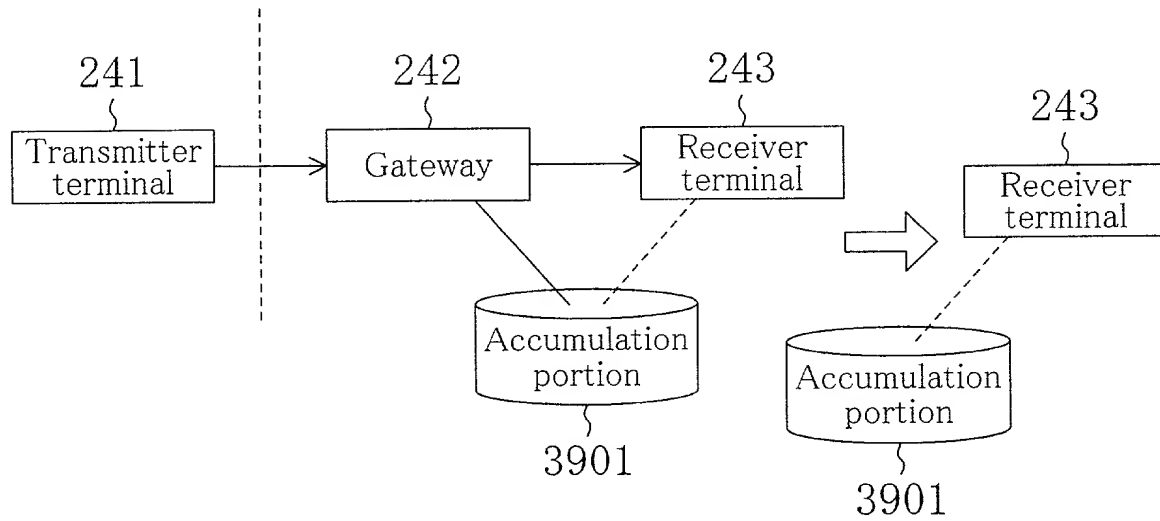 241
242
243
243
Transmitter
terminal
Gateway
Receiver
terminal
Receiver
terminal
Accumulation
portion
Accumulation
portion
3901
3901